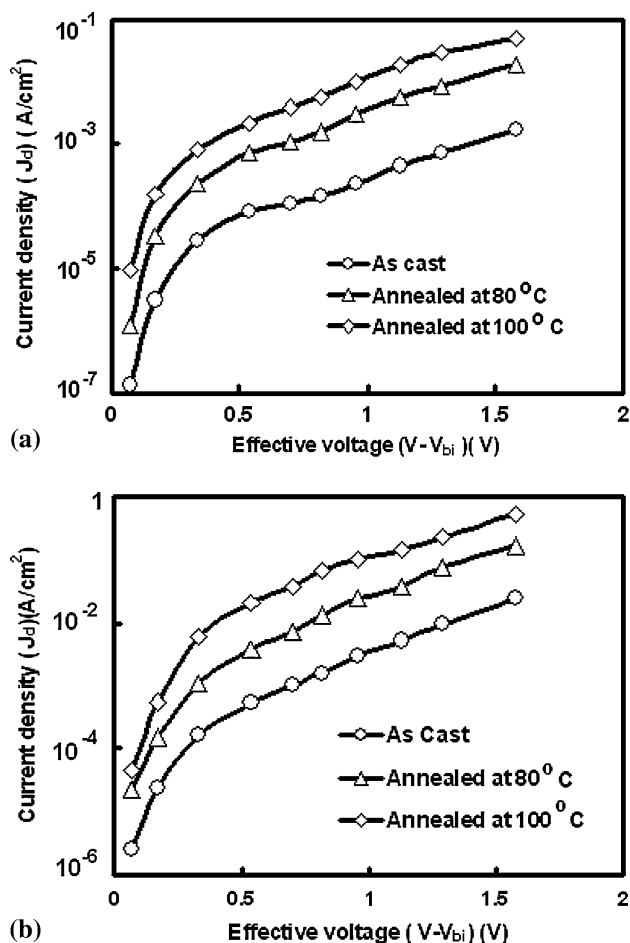 10-1
10-3
10-5
10-7
Current density ( Jd) ( A/cm2)
As cast
Annealed at 80 o C
Annealed at 100 o C
0 0.5 1 1.5 2
Effective voltage (V-Vbi )( V)
(a)
1
10-2
10-4
10-6
Current density ( Jd)(A/cm2)
As Cast
Annealed at 80 o C
Annealed at 100 o C
0 0.5 1 1.5 2
Effective voltage ( V-Vbi) (V)
(b)